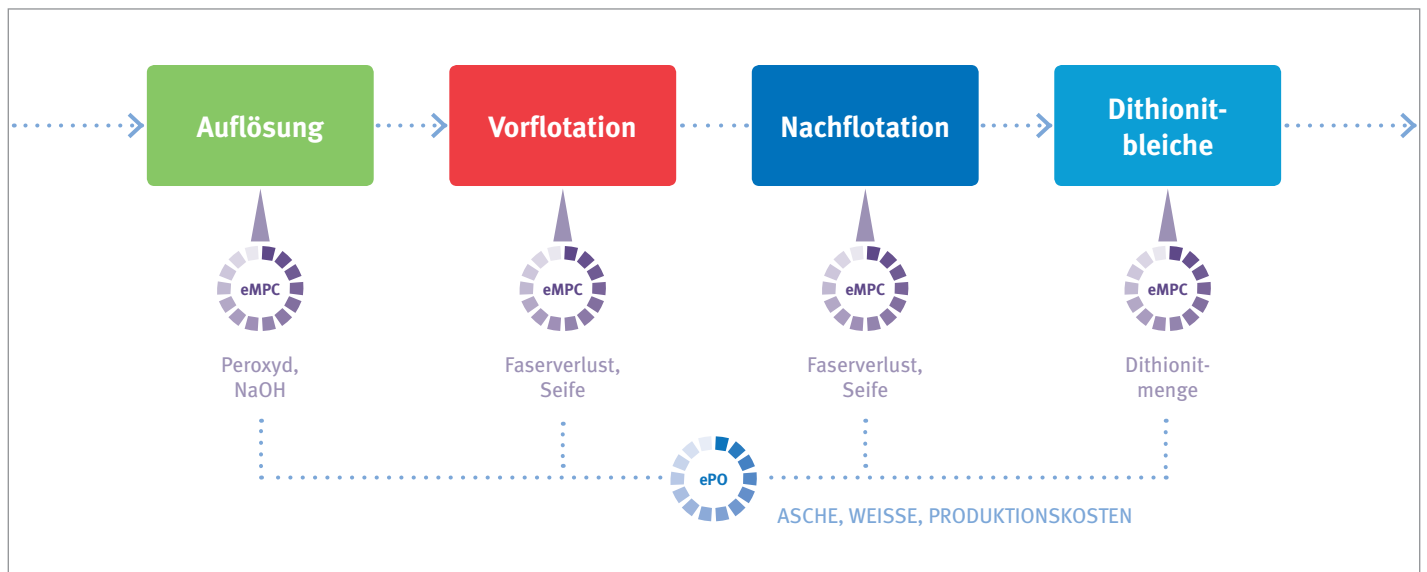 Auflösung
Vorflotation
Nachflotation
Dithionit-
bleiche
eMPC
eMPC
eMPC
eMPC
Peroxyd,
NaOH
Faserverlust,
Seife
Faserverlust,
Seife
Dithionit-
menge
ePO
ASCHE, WEISSE, PRODUKTIONSKOSTEN